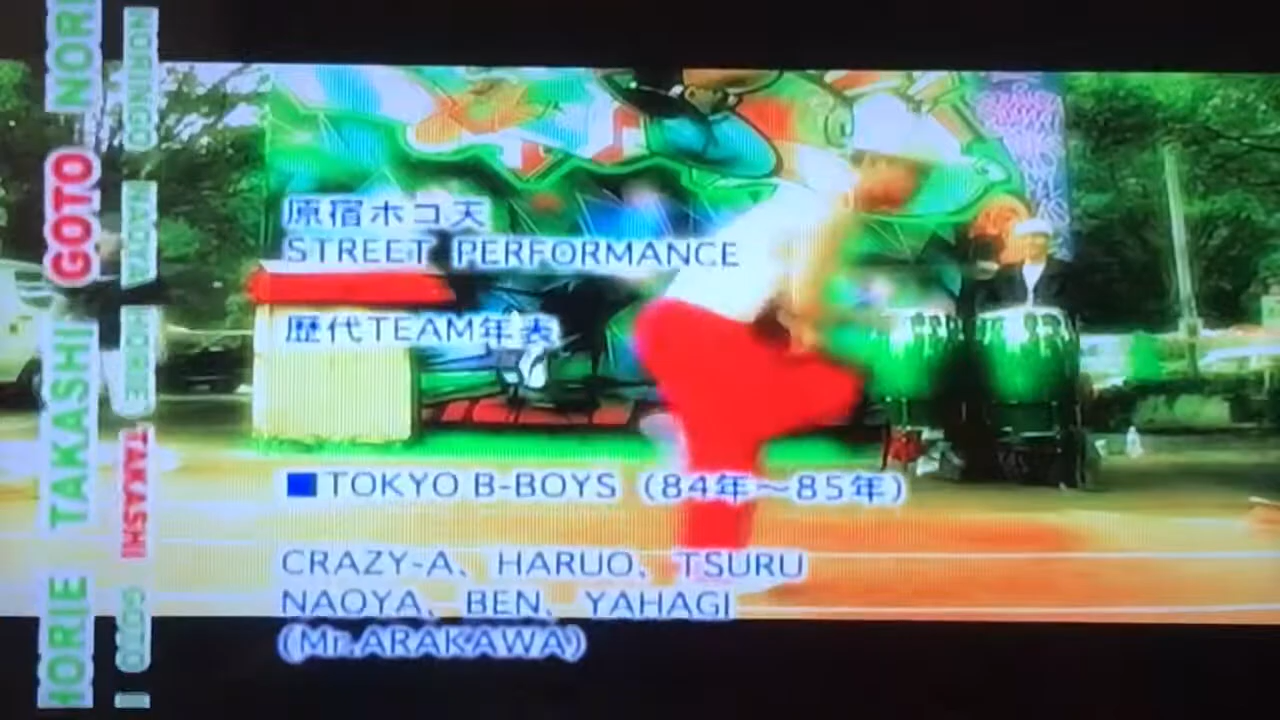 原宿ホコ天
STREET PERFORMANCE
歴代TEAM年表
■TOKYO B-BOYS (84年〜85年)
CRAZY-A、HARUO、TSURU
NAOYA、BEN、YAHAGI
(Mr.ARAKAWA)
HORIE TAKASHI GOTO NORI
NORINCO NAOYA HORIE TAKASHI GOTO